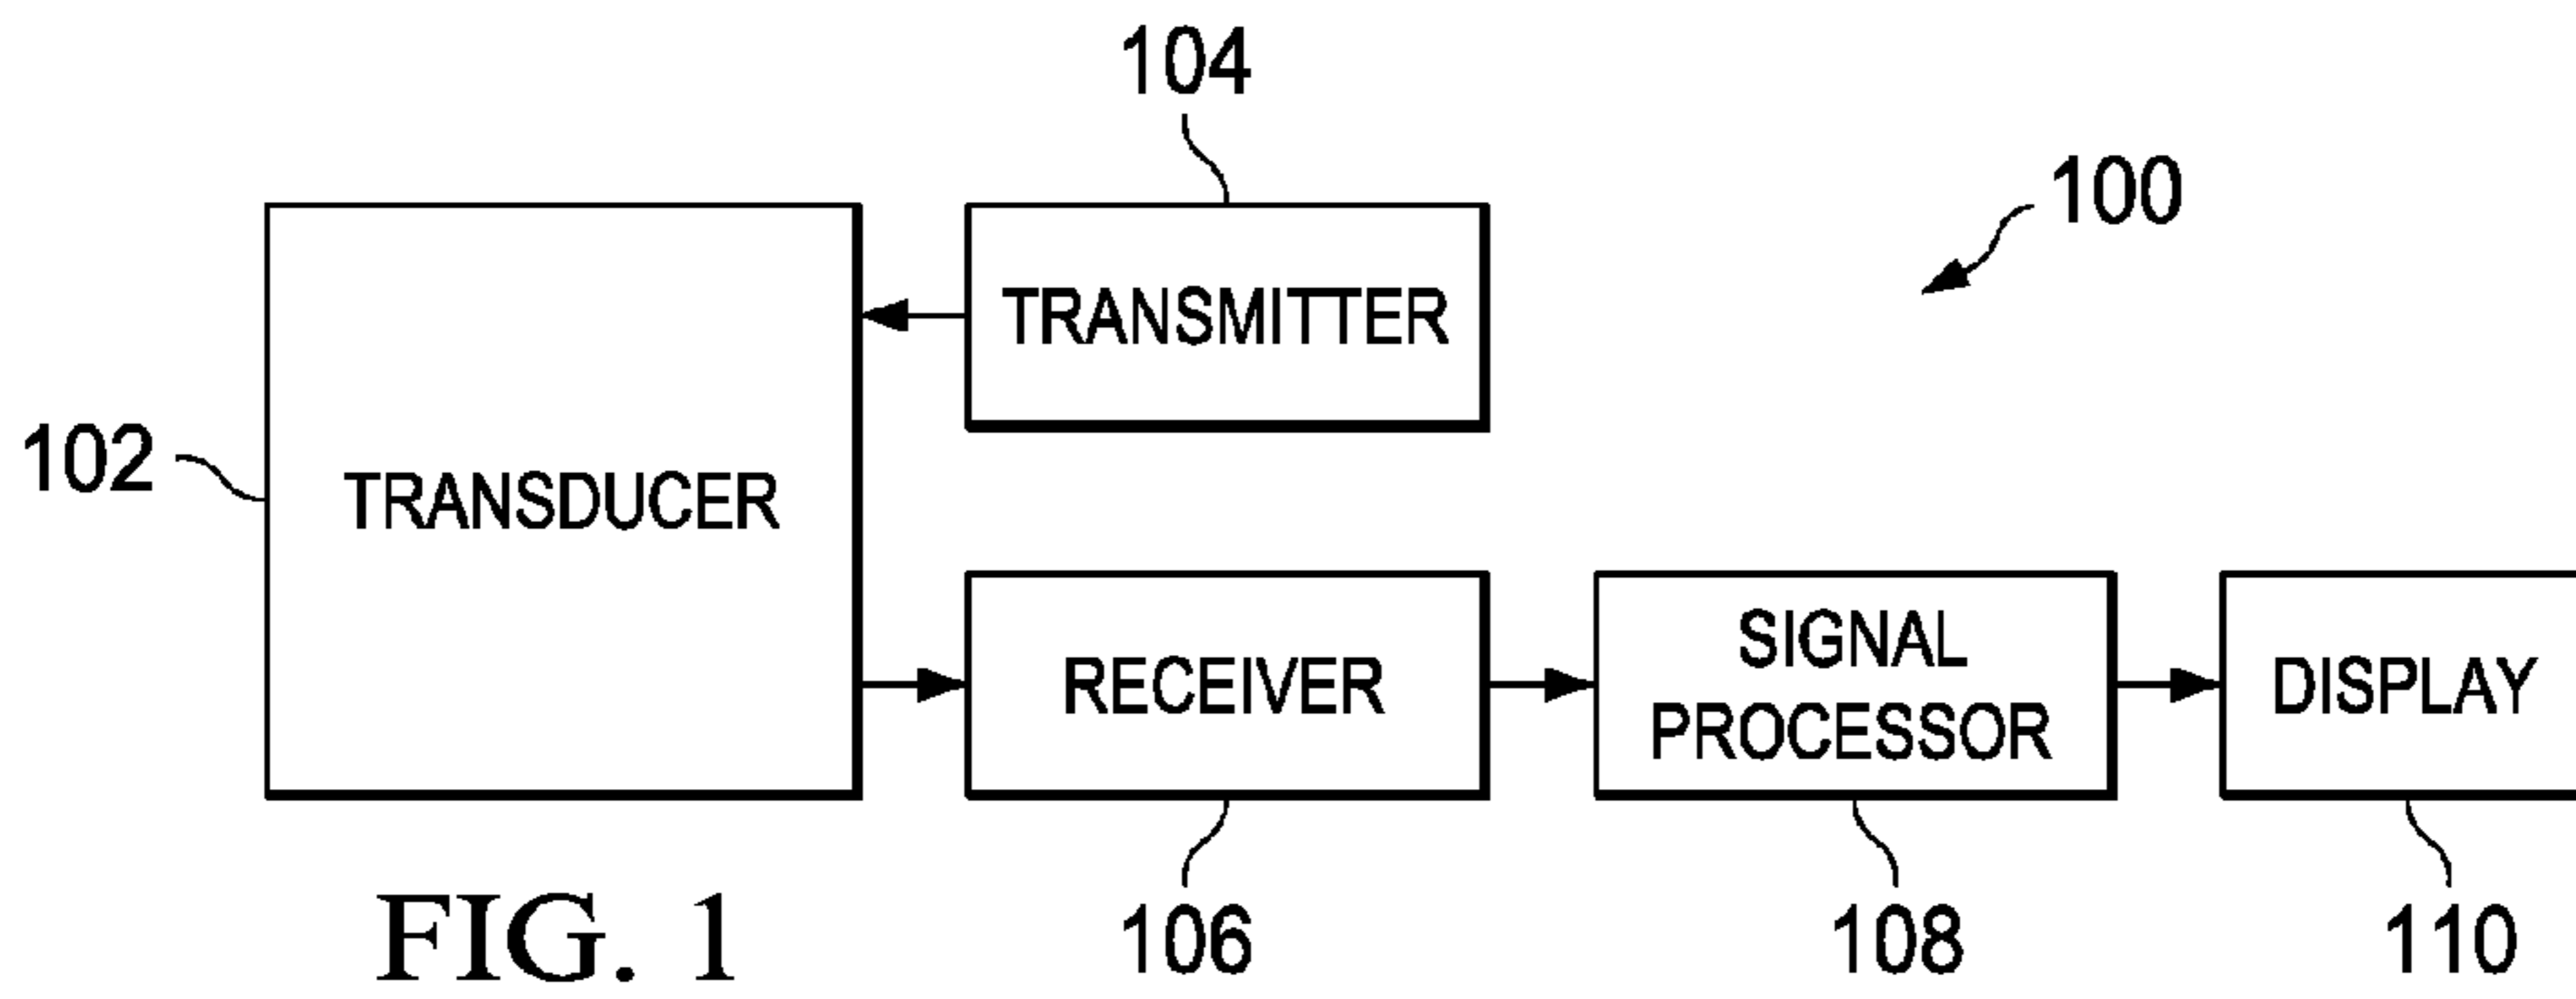 104
100
TRANSMITTER
102
TRANSDUCER
RECEIVER
SIGNAL
PROCESSOR
DISPLAY
106
108
110
FIG. 1